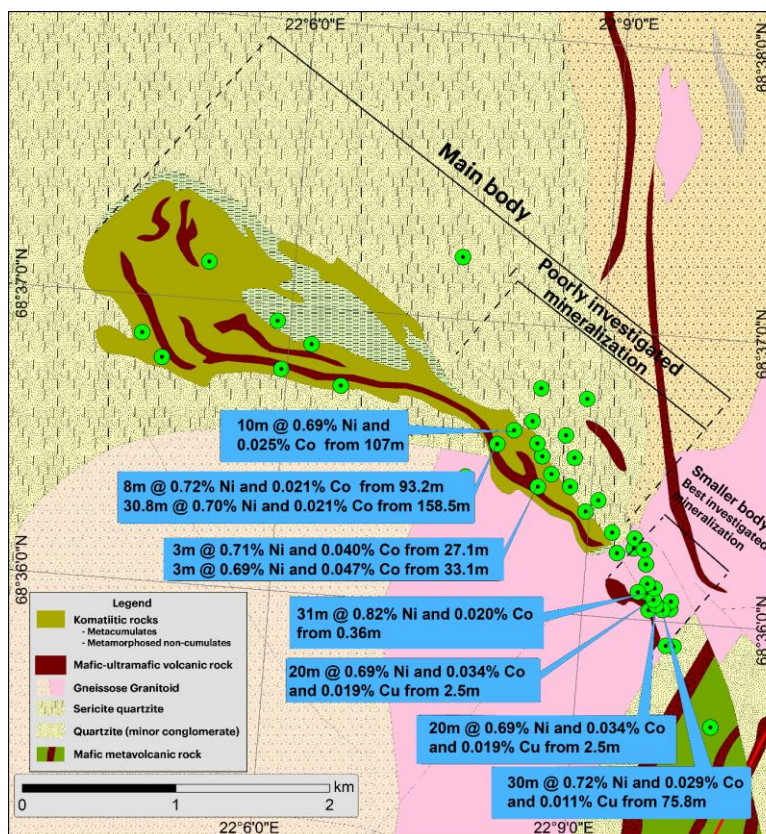 22°6'0"E
22°9'0"E
68°38'0"N
Main body
Poorly investigated
mineralization
68°37'0"N
68°37'0"N
10m @ 0.69% Ni and
0.025% Co from 107m
8m @ 0.72% Ni and 0.021% Co from 93.2m
30.8m @ 0.70% Ni and 0.021% Co from 158.5m
Smaller body
Best investigated
mineralization
3m @ 0.71% Ni and 0.040% Co from 27.1m
3m @ 0.69% Ni and 0.047% Co from 33.1m
68°36'0"N
68°36'0"N
31m @ 0.82% Ni and 0.020% Co
from 0.36m
20m @ 0.69% Ni and 0.034% Co
and 0.019% Cu from 2.5m
20m @ 0.69% Ni and 0.034% Co
and 0.019% Cu from 2.5m
30m @ 0.72% Ni and 0.029% Co
and 0.011% Cu from 75.8m
Legend
Komatiitic rocks
- Metacumulates
- Metamorphosed non-cumulates
Mafic-ultramafic volcanic rock
Gneissose Granitoid
Sericite quartzite
Quartzite (minor conglomerate)
Mafic metavolcanic rock
km
0 1 2
22°6'0"E
22°9'0"E